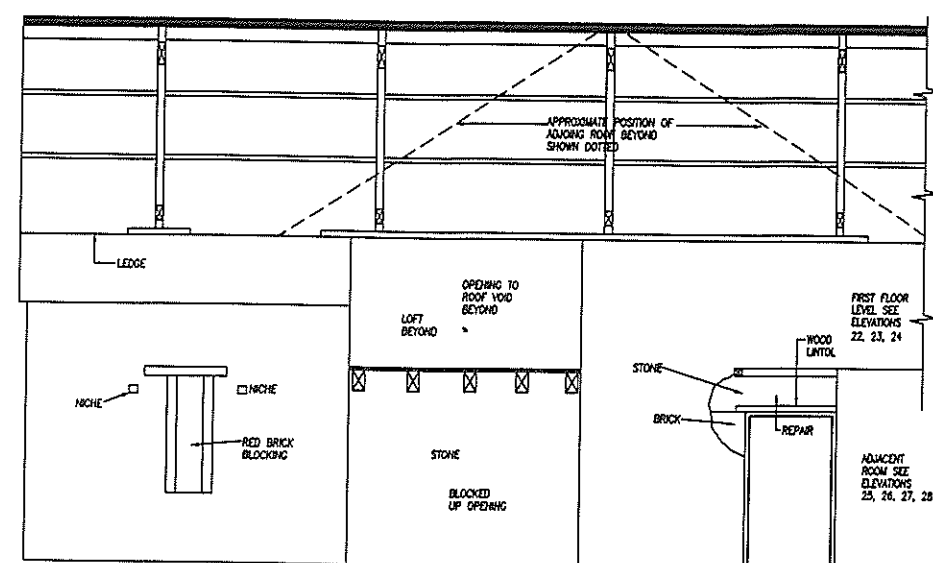 APPROXIMATE POSITION OF
ADJOING ROOF BEYOND
SHOWN DOTTED
LEDGE
OPENING TO
ROOF VOID
BEYOND
LOFT
BEYOND
FIRST FLOOR
LEVEL SEE
ELEVATIONS
22, 23, 24
WOOD
LINTOL
STONE
NICHE
NICHE
BRICK
REPAIR
RED BRICK
BLOCKING
STONE
BLOCKED
UP OPENING
ADJACENT
ROOM SEE
ELEVATIONS
25, 26, 27, 28